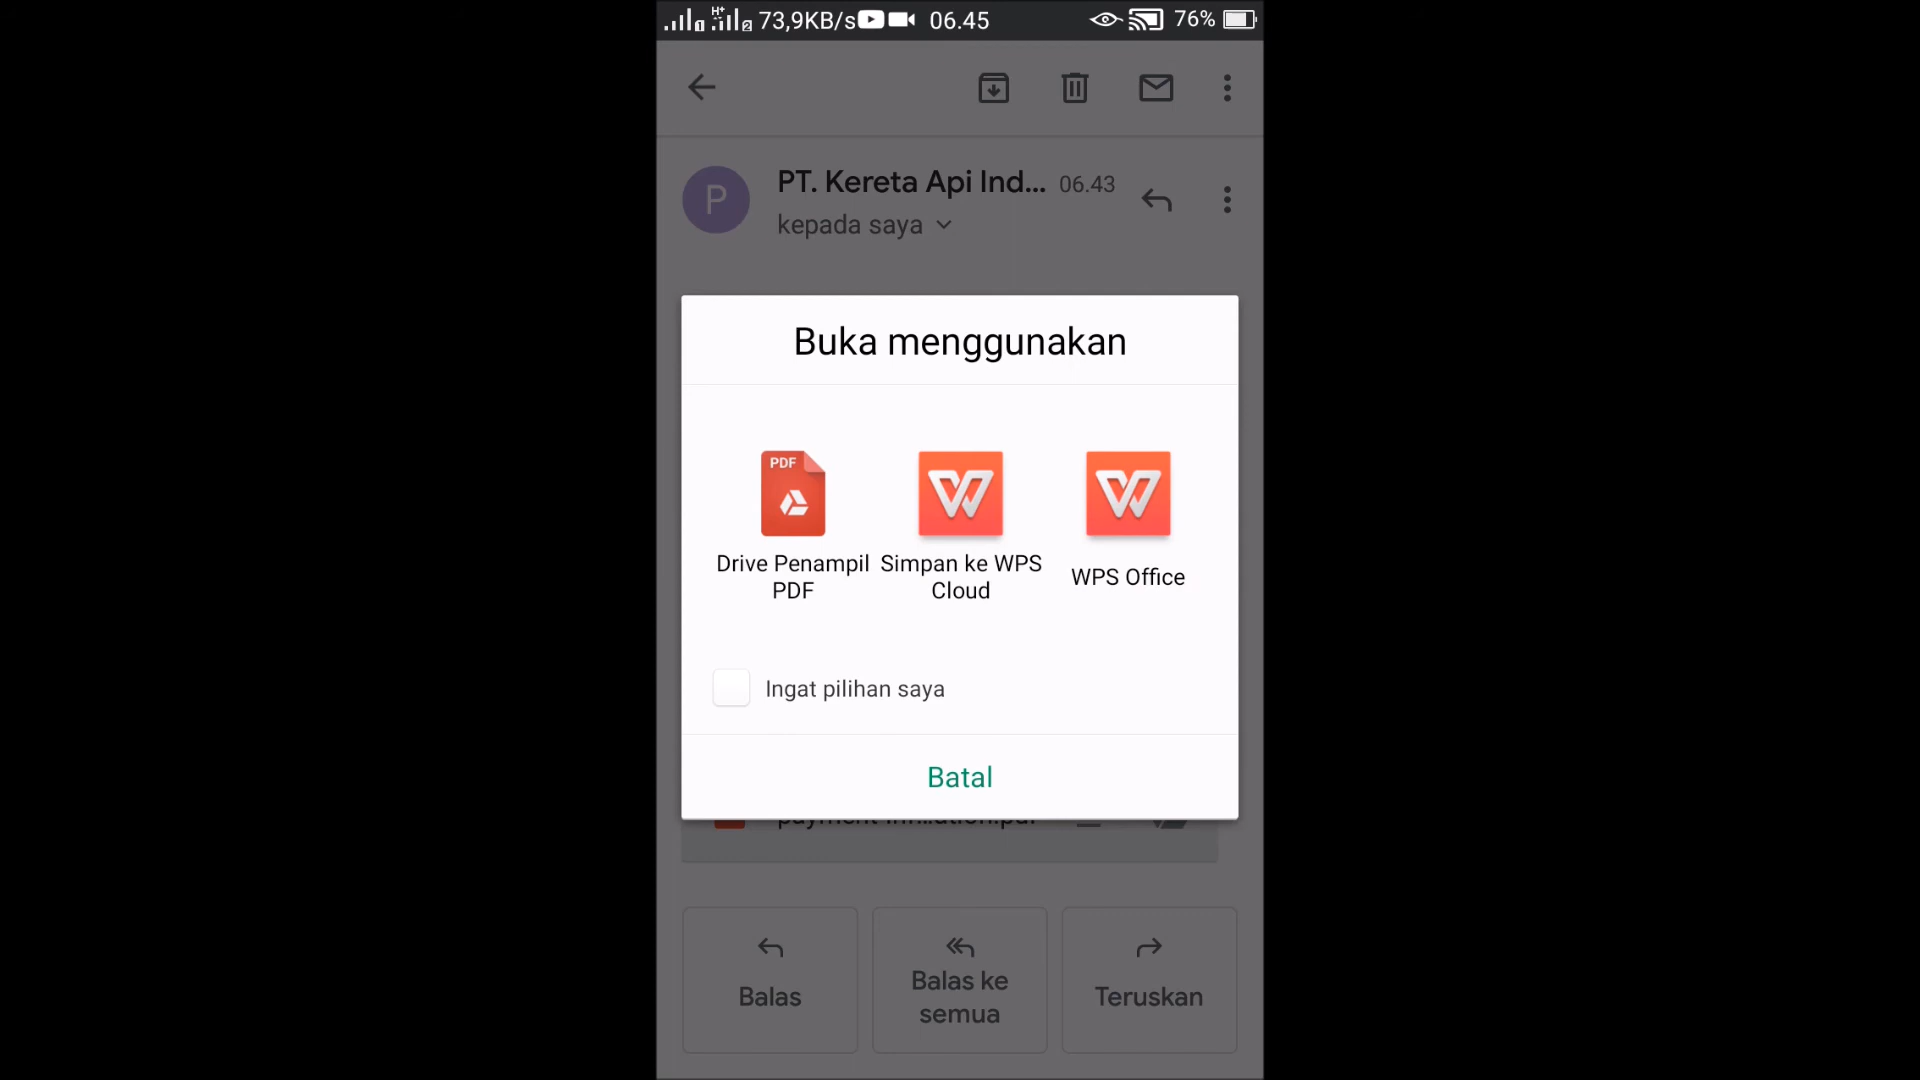 H+ 73,9KB/s 06.45 76%
PT. Kereta Api Ind... 06.43
P
kepada saya
Buka menggunakan
PDF
Drive Penampil PDF
Simpan ke WPS Cloud
WPS Office
Ingat pilihan saya
Batal
Balas
Balas ke semua
Teruskan